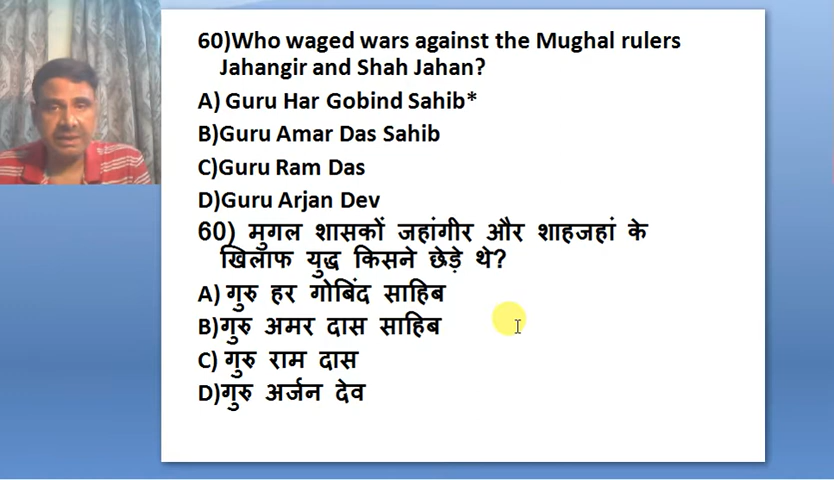 60)Who waged wars against the Mughal rulers
Jahangir and Shah Jahan?
A) Guru Har Gobind Sahib*
B)Guru Amar Das Sahib
C)Guru Ram Das
D)Guru Arjan Dev
60) मुगल शासकों जहांगीर और शाहजहां के
खिलाफ युद्ध किसने छेड़े थे?
A) गुरु हर गोबिंद साहिब
B)गुरु अमर दास साहिब
C) गुरु राम दास
D)गुरु अर्जन देव